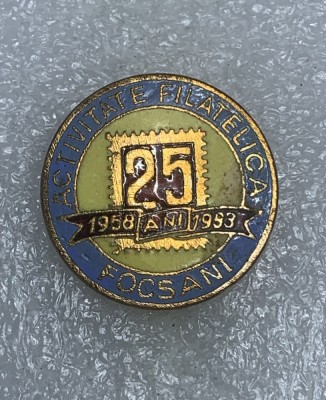 ACTIVITATE FILATELICA
25
1958 ANI 1983
FOCSANI